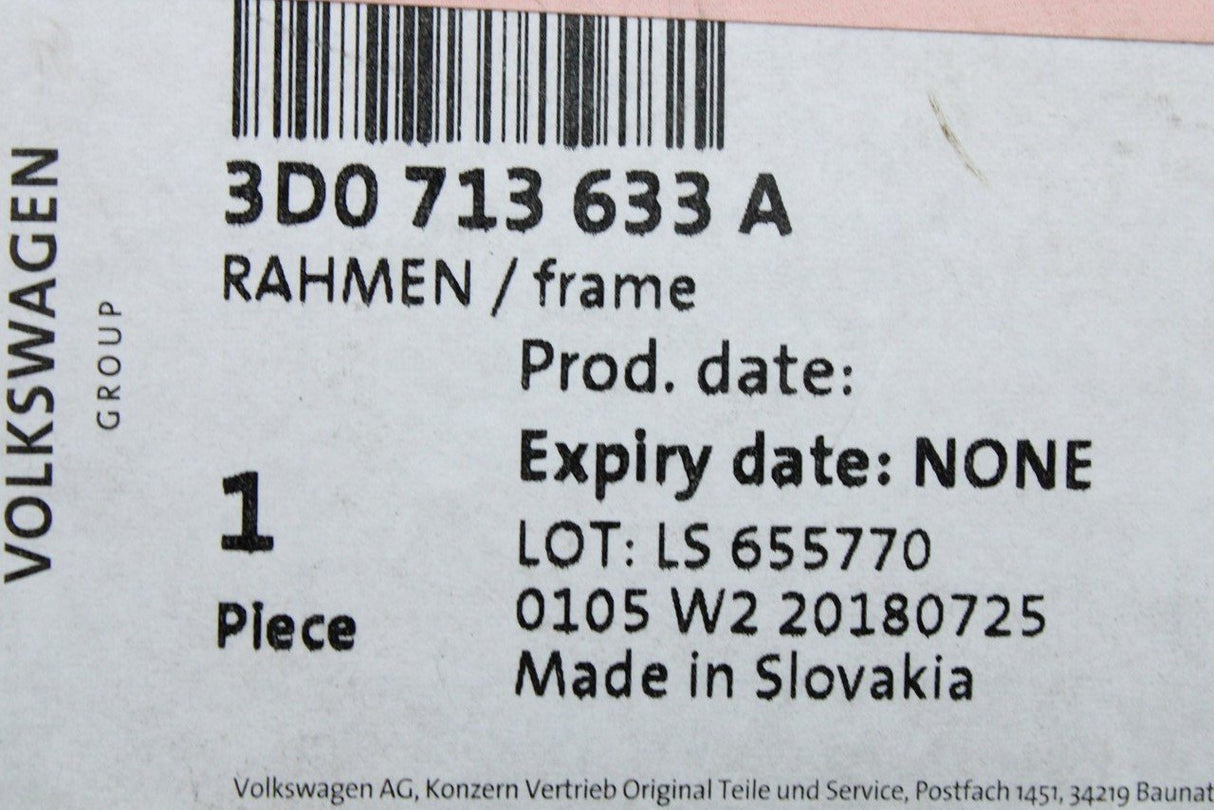 VOLKSWAGEN
GROUP
3D0 713 633 A
RAHMEN / frame
Prod. date:
Expiry date: NONE
1
Piece
LOT: LS 655770
0105 W2 20180725
Made in Slovakia
Volkswagen AG, Konzern Vertrieb Original Teile und Service, Postfach 1451, 34219 Baunat